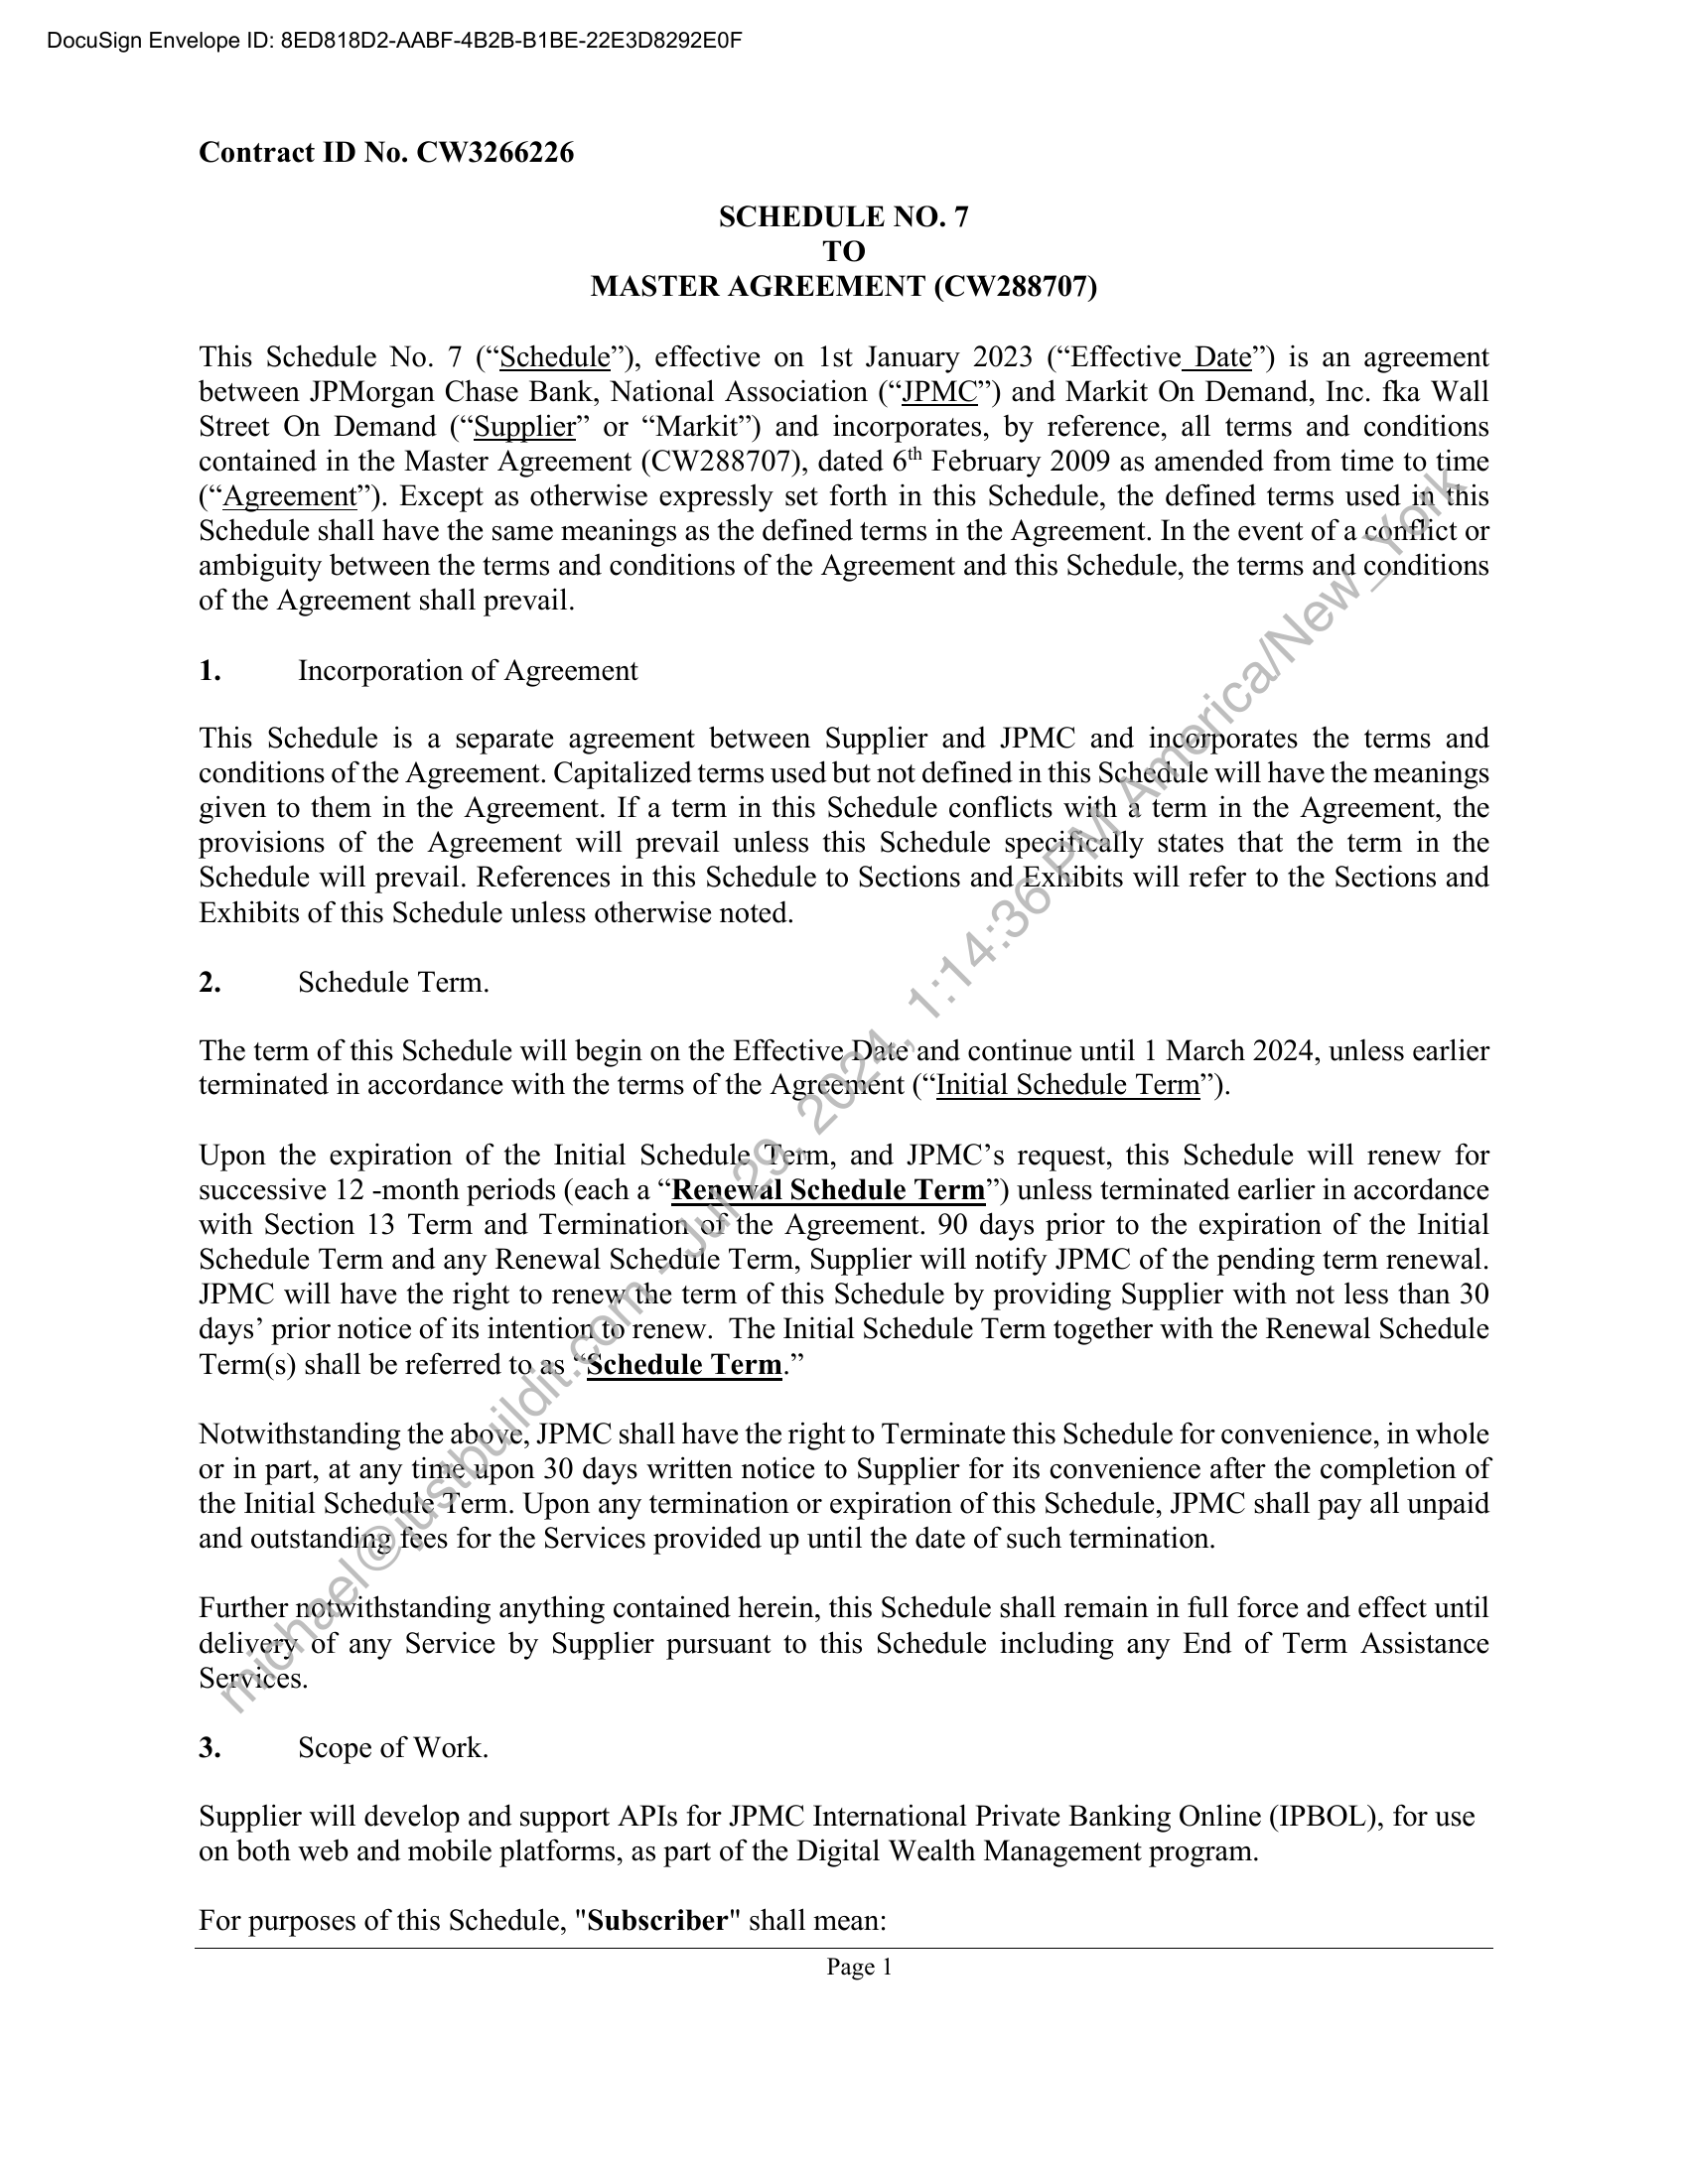 DocuSign Envelope ID: 8ED818D2-AABF-4B2B-B1BE-22E3D8292E0F
Contract ID No. CW3266226
SCHEDULE NO. 7
TO
MASTER AGREEMENT (CW288707)
This Schedule No. 7 (“Schedule”), effective on 1st January 2023 (“Effective Date”) is an agreement
between JPMorgan Chase Bank, National Association (“JPMC”) and Markit On Demand, Inc. fka Wall
Street On Demand (“Supplier” or “Markit”) and incorporates, by reference, all terms and conditions
contained in the Master Agreement (CW288707), dated 6th February 2009 as amended from time to time
(“Agreement”). Except as otherwise expressly set forth in this Schedule, the defined terms used in this
Schedule shall have the same meanings as the defined terms in the Agreement. In the event of a conflict or
ambiguity between the terms and conditions of the Agreement and this Schedule, the terms and conditions
of the Agreement shall prevail.
1. Incorporation of Agreement
This Schedule is a separate agreement between Supplier and JPMC and incorporates the terms and
conditions of the Agreement. Capitalized terms used but not defined in this Schedule will have the meanings
given to them in the Agreement. If a term in this Schedule conflicts with a term in the Agreement, the
provisions of the Agreement will prevail unless this Schedule specifically states that the term in the
Schedule will prevail. References in this Schedule to Sections and Exhibits will refer to the Sections and
Exhibits of this Schedule unless otherwise noted.
2. Schedule Term.
The term of this Schedule will begin on the Effective Date and continue until 1 March 2024, unless earlier
terminated in accordance with the terms of the Agreement (“Initial Schedule Term”).
Upon the expiration of the Initial Schedule Term, and JPMC’s request, this Schedule will renew for
successive 12 -month periods (each a “Renewal Schedule Term”) unless terminated earlier in accordance
with Section 13 Term and Termination of the Agreement. 90 days prior to the expiration of the Initial
Schedule Term and any Renewal Schedule Term, Supplier will notify JPMC of the pending term renewal.
JPMC will have the right to renew the term of this Schedule by providing Supplier with not less than 30
days’ prior notice of its intention to renew. The Initial Schedule Term together with the Renewal Schedule
Term(s) shall be referred to as “Schedule Term.”
Notwithstanding the above, JPMC shall have the right to Terminate this Schedule for convenience, in whole
or in part, at any time upon 30 days written notice to Supplier for its convenience after the completion of
the Initial Schedule Term. Upon any termination or expiration of this Schedule, JPMC shall pay all unpaid
and outstanding fees for the Services provided up until the date of such termination.
Further notwithstanding anything contained herein, this Schedule shall remain in full force and effect until
delivery of any Service by Supplier pursuant to this Schedule including any End of Term Assistance
Services.
3. Scope of Work.
Supplier will develop and support APIs for JPMC International Private Banking Online (IPBOL), for use
on both web and mobile platforms, as part of the Digital Wealth Management program.
For purposes of this Schedule, "Subscriber" shall mean:
Page 1
michael@justbuildit.com - Jul 29, 2024, 1:14:36 PM America/New_York